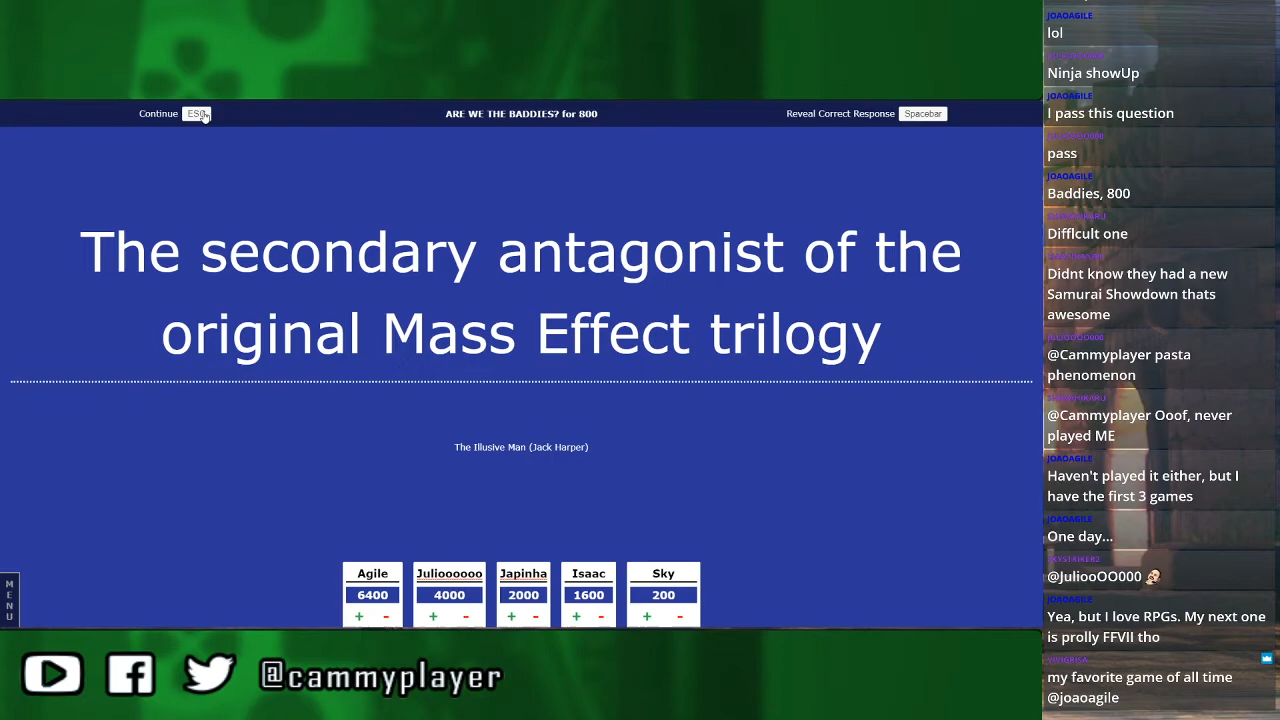 Continue ESC
ARE WE THE BADDIES? for 800
Reveal Correct Response Spacebar
The secondary antagonist of the
original Mass Effect trilogy
The Illusive Man (Jack Harper)
MENU
Agile Julioooooo Japinha Isaac Sky
6400 4000 2000 1600 200
+ - + - + - + - + -
@cammyplayer
JOAOAGILE
lol
Ninja showUp
JOAOAGILE
I pass this question
pass
JOAOAGILE
Baddies, 800
Difflcult one
Didnt know they had a new
Samurai Showdown thats
awesome
JULIOOOO000
@Cammyplayer pasta
phenomenon
@Cammyplayer Ooof, never
played ME
JOAOAGILE
Haven't played it either, but I
have the first 3 games
JOAOAGILE
One day...
SKYSTRIKER2
@JuliooOO000
JOAOAGILE
Yea, but I love RPGs. My next one
is prolly FFVII tho
my favorite game of all time
@joaoagile